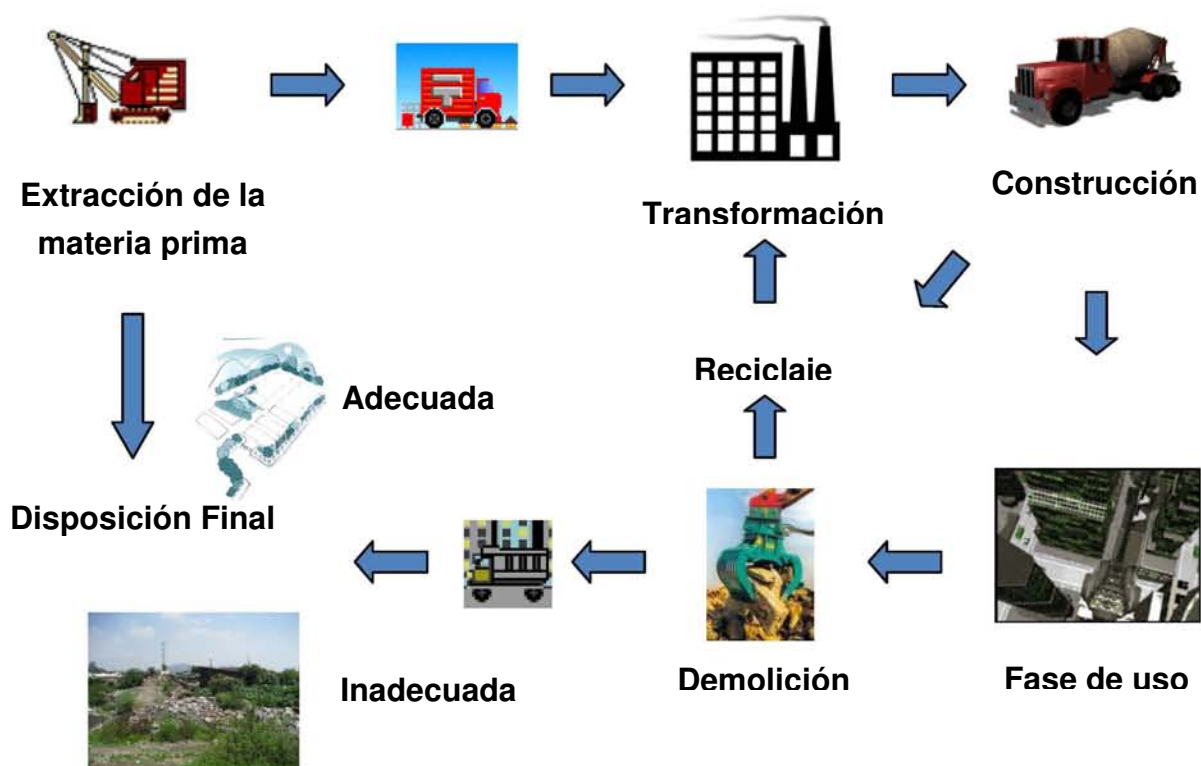 Extracción de la
materia prima
Transformación
Construcción
Reciclaje
Adecuada
Disposición Final
Inadecuada
Demolición
Fase de uso